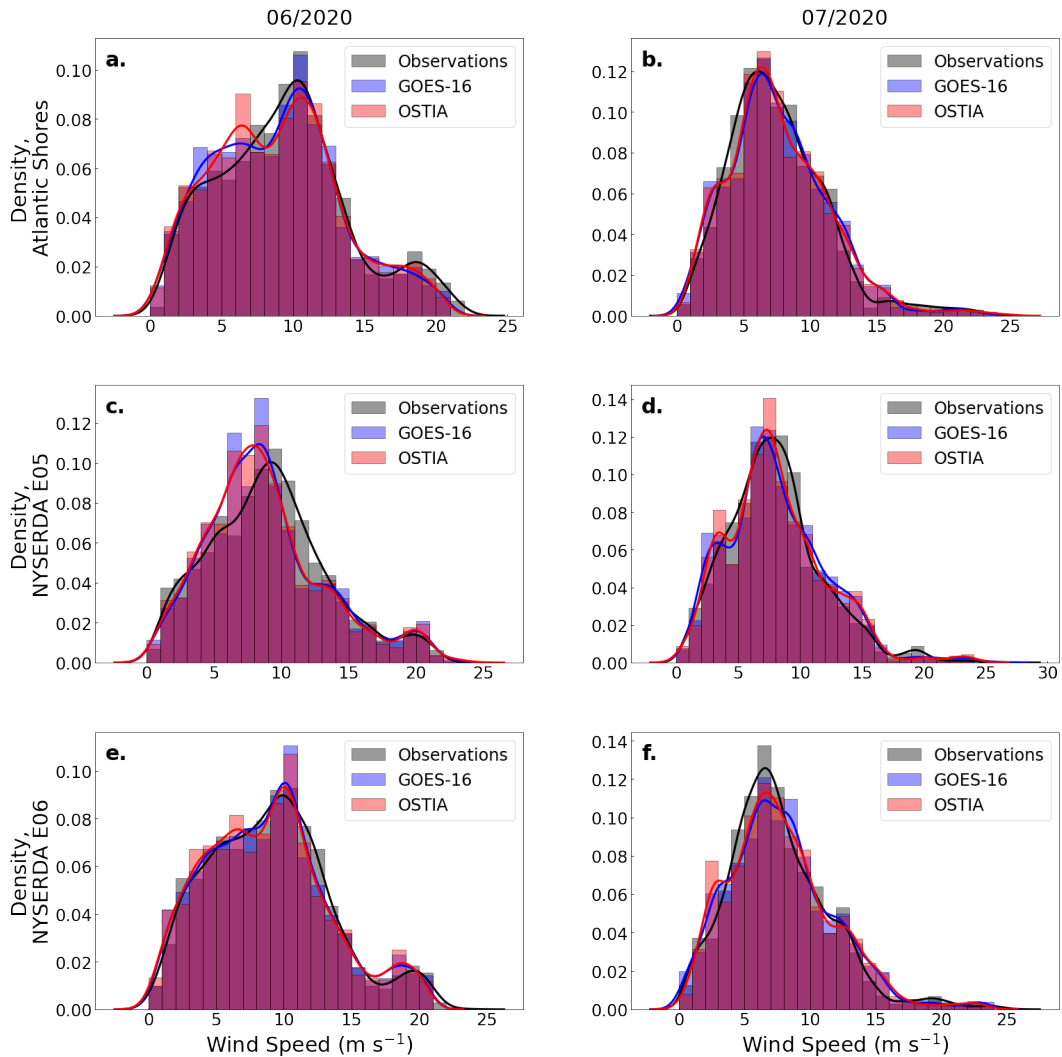 06/2020 07/2020
a. Observations GOES-16 OSTIA
Density, Atlantic Shores
0.10
0.08
0.06
0.04
0.02
0.00
0 5 10 15 20 25
b. Observations GOES-16 OSTIA
0.12
0.10
0.08
0.06
0.04
0.02
0.00
0 5 10 15 20 25
c. Observations GOES-16 OSTIA
Density, NYSERDA E05
0.12
0.10
0.08
0.06
0.04
0.02
0.00
0 5 10 15 20 25
d. Observations GOES-16 OSTIA
0.14
0.12
0.10
0.08
0.06
0.04
0.02
0.00
0 5 10 15 20 25 30
e. Observations GOES-16 OSTIA
Density, NYSERDA E06
0.10
0.08
0.06
0.04
0.02
0.00
0 5 10 15 20 25
Wind Speed (m s⁻¹)
f. Observations GOES-16 OSTIA
0.14
0.12
0.10
0.08
0.06
0.04
0.02
0.00
0 5 10 15 20 25
Wind Speed (m s⁻¹)